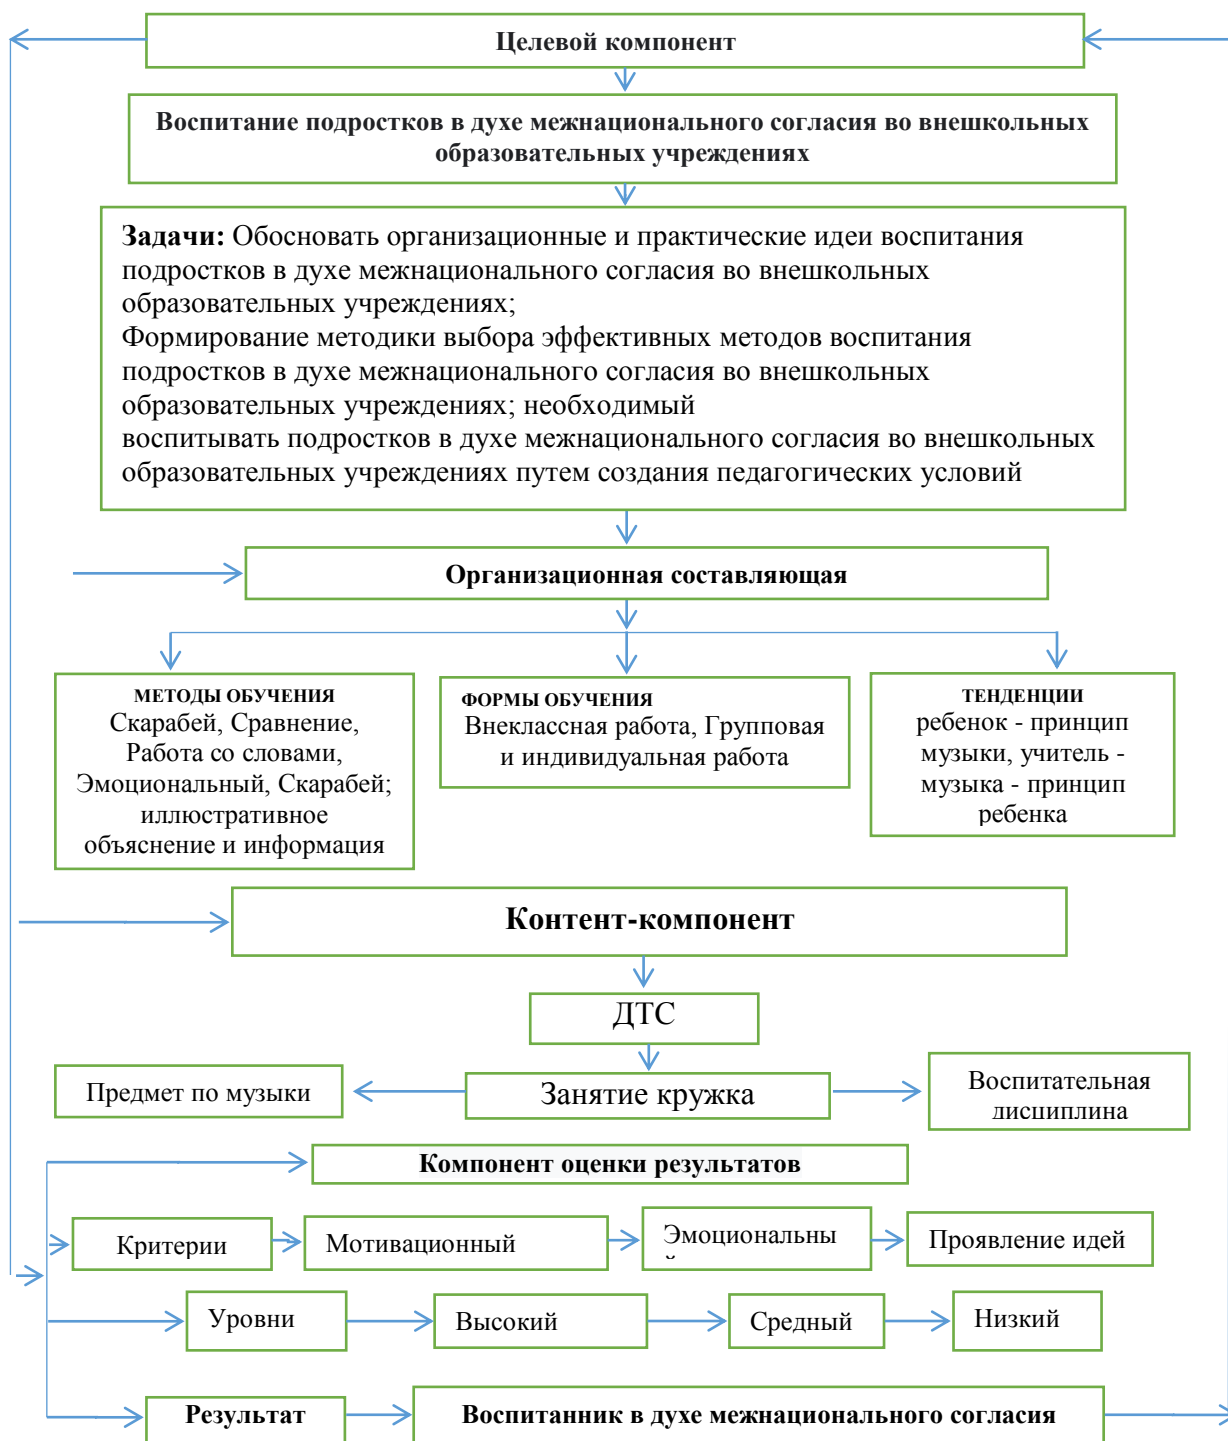 Целевой компонент
Воспитание подростков в духе межнационального согласия во внешкольных
образовательных учреждениях
Задачи: Обосновать организационные и практические идеи воспитания
подростков в духе межнационального согласия во внешкольных
образовательных учреждениях;
Формирование методики выбора эффективных методов воспитания
подростков в духе межнационального согласия во внешкольных
образовательных учреждениях; необходимый
воспитывать подростков в духе межнационального согласия во внешкольных
образовательных учреждениях путем создания педагогических условий
Организационная составляющая
МЕТОДЫ ОБУЧЕНИЯ
Скарабей, Сравнение,
Работа со словами,
Эмоциональный, Скарабей;
иллюстративное
объяснение и информация
ФОРМЫ ОБУЧЕНИЯ
Внеклассная работа, Групповая
и индивидуальная работа
ТЕНДЕНЦИИ
ребенок - принцип
музыки, учитель -
музыка - принцип
ребенка
Контент-компонент
ДТС
Предмет по музыки
Занятие кружка
Воспитательная
дисциплина
Компонент оценки результатов
Критерии
Мотивационный
Эмоциональны
й
Проявление идей
Уровни
Высокий
Средный
Низкий
Результат
Воспитанник в духе межнационального согласия